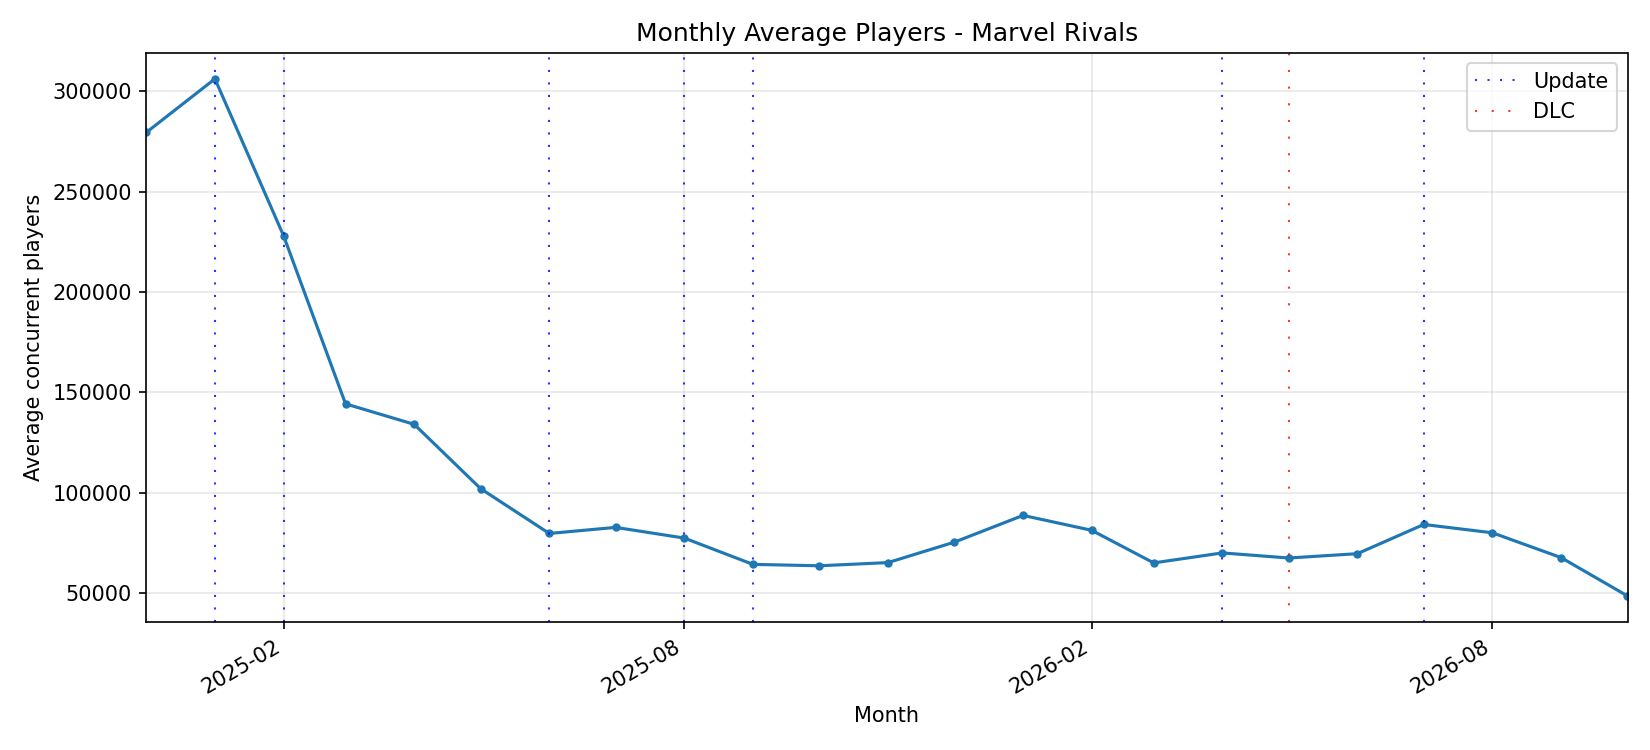 Monthly Average Players - Marvel Rivals
Average concurrent players
300000
250000
200000
150000
100000
50000
Update
DLC
2025-02
2025-08
2026-02
2026-08
Month